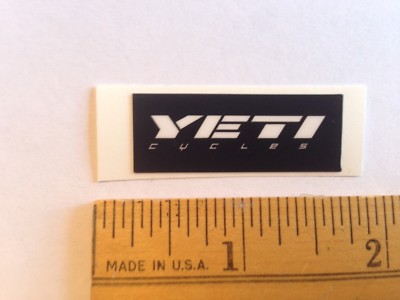 YETI
cycles
MADE IN U.S.A. 1 2